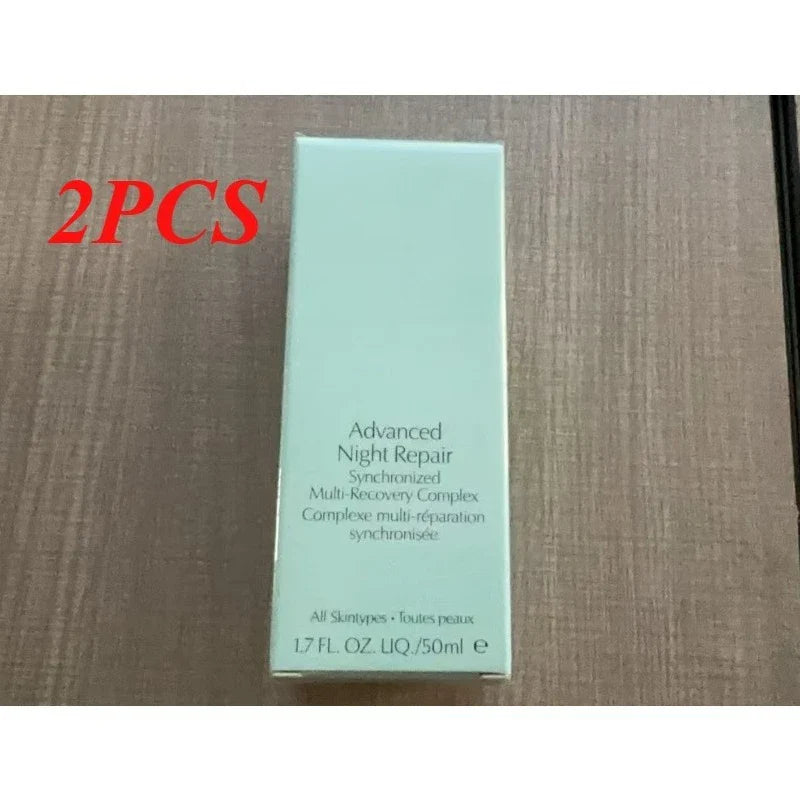 2PCS
Advanced
Night Repair
Synchronized
Multi-Recovery Complex
Complexe multi-réparation
synchronisée
All Skintypes • Toutes peaux
1.7 FL. OZ. LIQ./50ml e